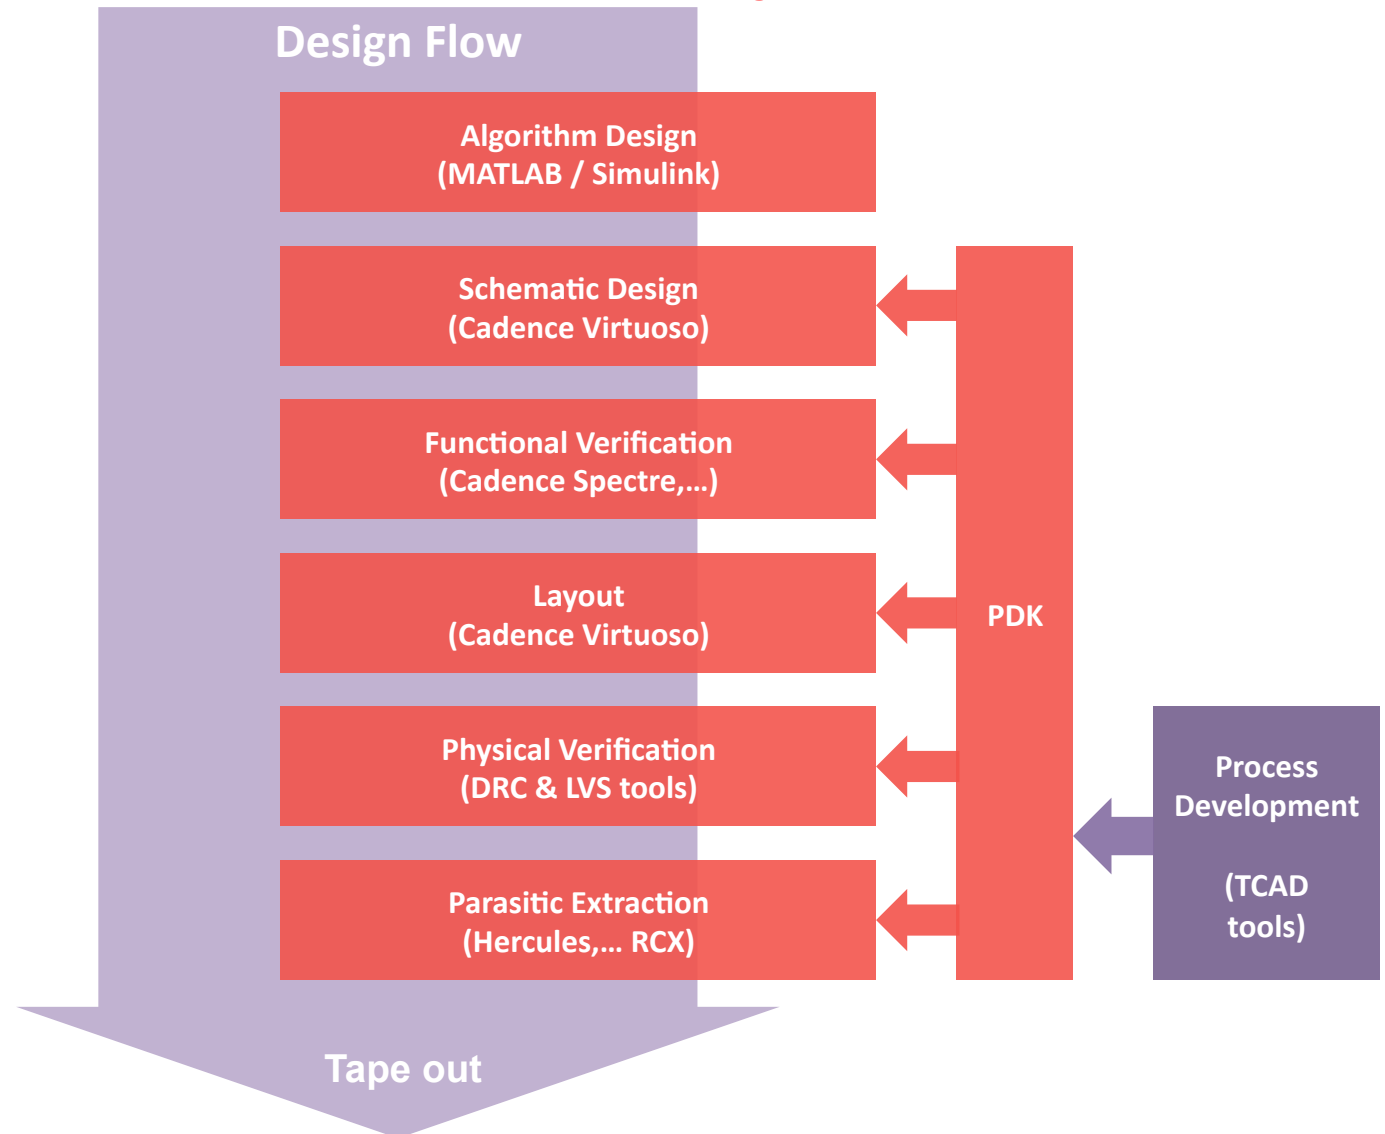 Design Flow
Algorithm Design
(MATLAB / Simulink)
Schematic Design
(Cadence Virtuoso)
Functional Verification
(Cadence Spectre,...)
Layout
(Cadence Virtuoso)
PDK
Physical Verification
(DRC & LVS tools)
Process
Development
(TCAD
tools)
Parasitic Extraction
(Hercules,... RCX)
Tape out